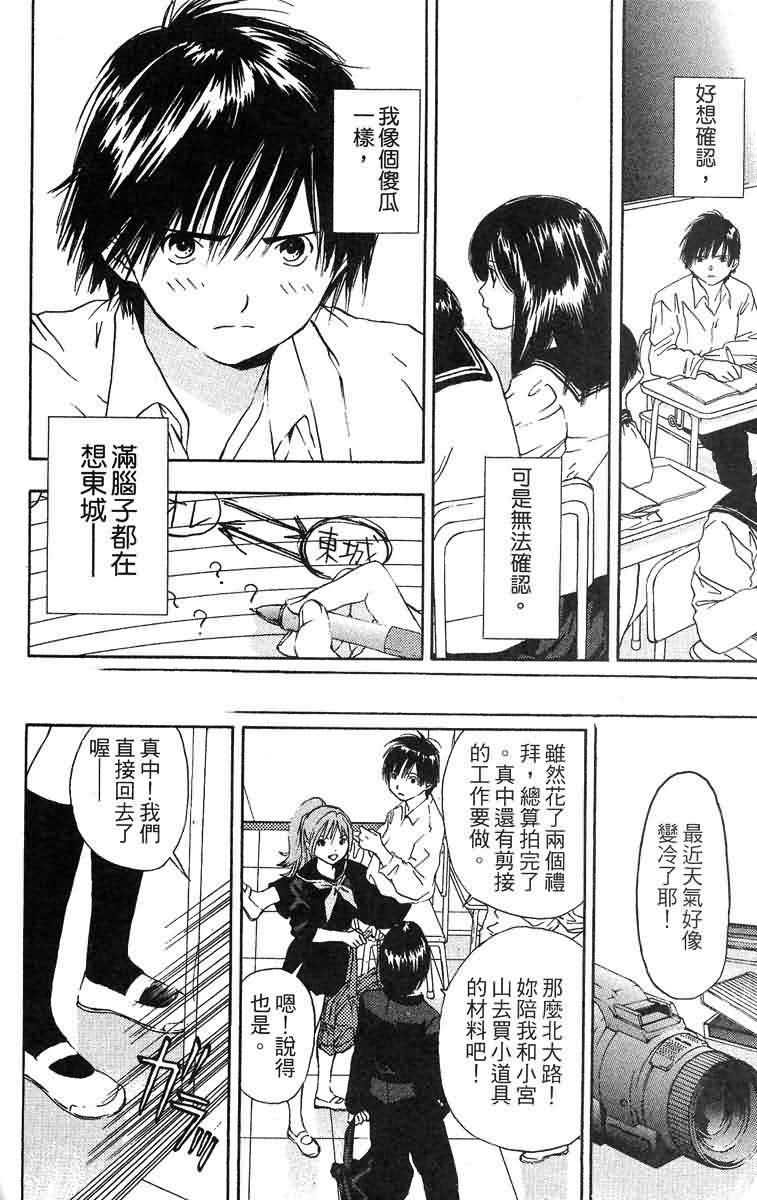 好想確認，
可是無法確認。
我像個傻瓜
一樣，
滿腦子都在
想東城——
東城
?
?
?
?
最近天氣好像
變冷了耶！
雖然花了兩個禮
拜，總算拍完了
。真中還有剪接
的工作要做。
那麼北大路！
妳陪我和小宮
山去買小道具
的材料吧！
嗯！說得
也是。
真中！我們
直接回去了
喔——
ガラ